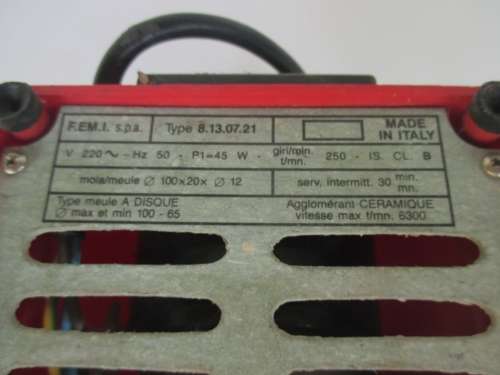 F.E.M.I. s.p.a. Type 8.13.07.21 MADE IN ITALY
V 220~ - Hz 50 - P1=45 W - giri/min. t/mn. 250 - IS. CL. B
mola/meule Ø 100x20x Ø 12 serv. intermitt. 30 min. mn.
Type meule A DISQUE Agglomérant CERAMIQUE
Ø max et min 100 - 65 vitesse max t/mn. 6300